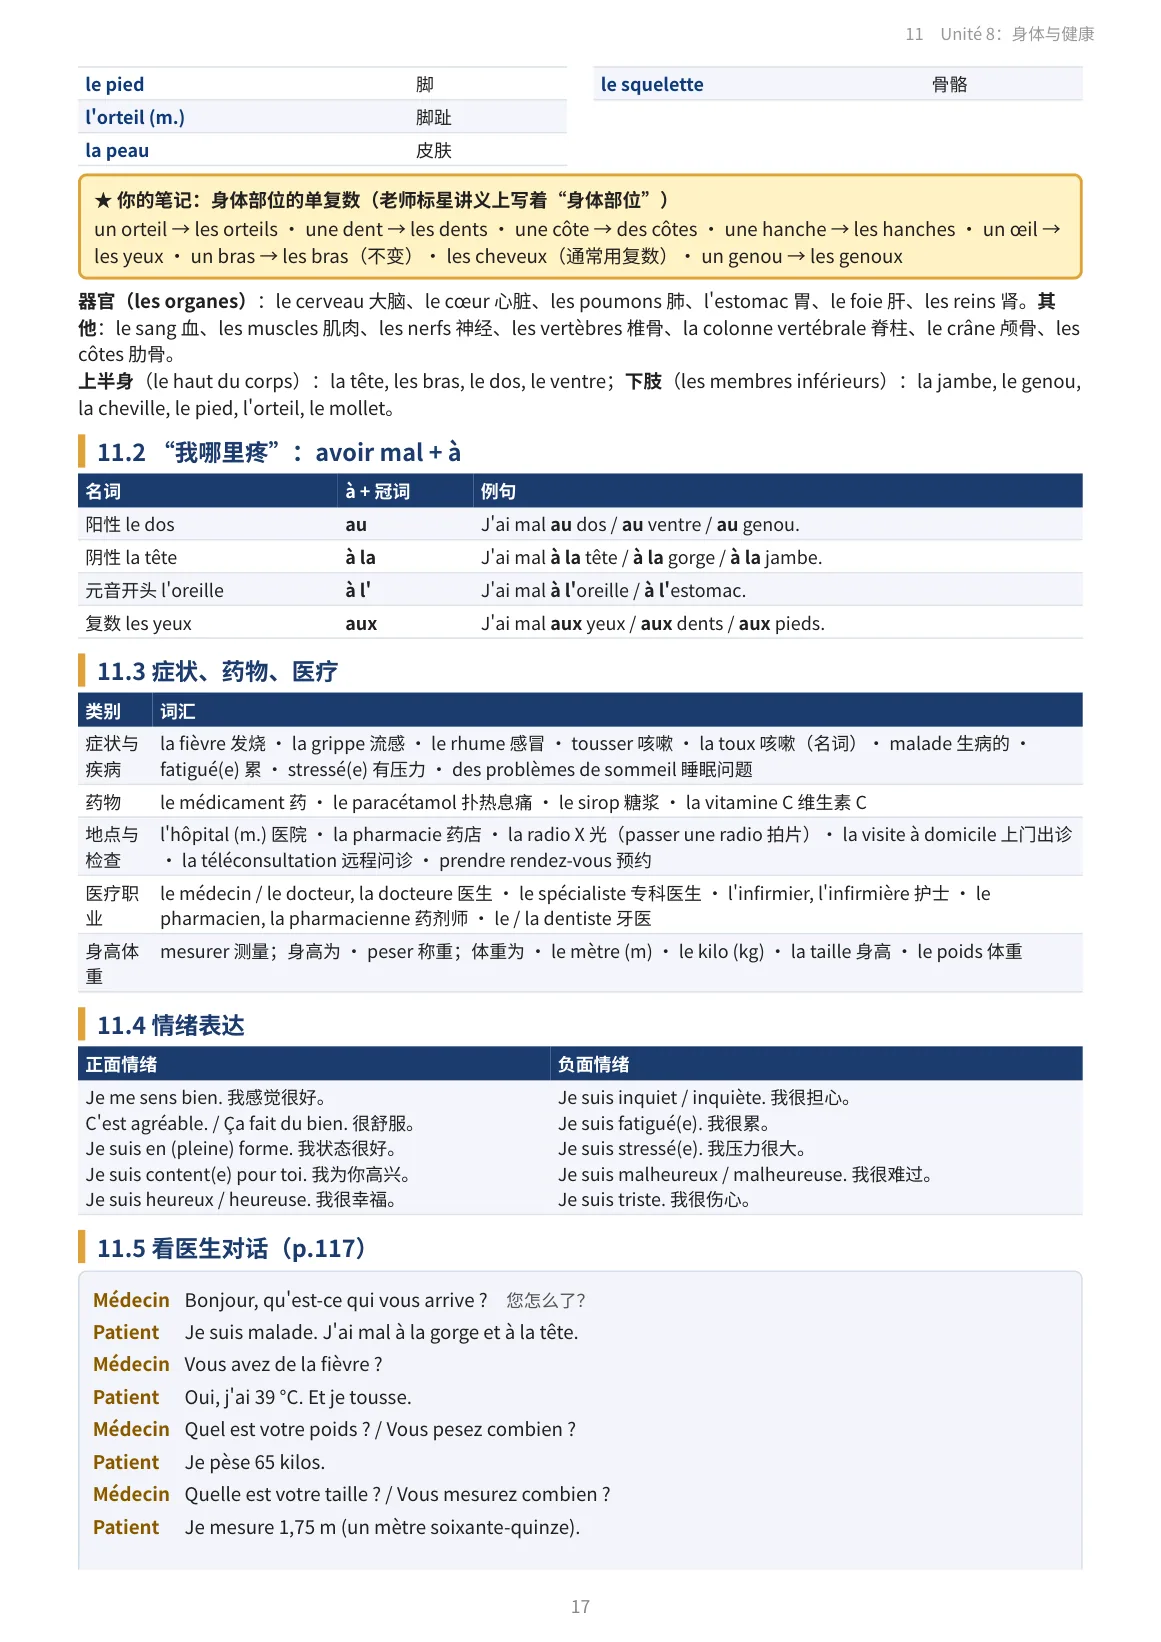 11 Unité 8：身体与健康
le pied 脚
l'orteil (m.) 脚趾
la peau 皮肤
le squelette 骨骼
★ 你的笔记：身体部位的单复数（老师标星讲义上写着“身体部位”）
un orteil → les orteils • une dent → les dents • une côte → des côtes • une hanche → les hanches • un œil →
les yeux • un bras → les bras（不变） • les cheveux（通常用复数） • un genou → les genoux
器官（les organes）：le cerveau 大脑、le cœur 心脏、les poumons 肺、l'estomac 胃、le foie 肝、les reins 肾。其
他：le sang 血、les muscles 肌肉、les nerfs 神经、les vertèbres 椎骨、la colonne vertébrale 脊柱、le crâne 颅骨、les
côtes 肋骨。
上半身（le haut du corps）：la tête, les bras, le dos, le ventre；下肢（les membres inférieurs）：la jambe, le genou,
la cheville, le pied, l'orteil, le mollet。
11.2 “我哪里疼”：avoir mal + à
名词 à + 冠词 例句
阳性 le dos au J'ai mal au dos / au ventre / au genou.
阴性 la tête à la J'ai mal à la tête / à la gorge / à la jambe.
元音开头 l'oreille à l' J'ai mal à l'oreille / à l'estomac.
复数 les yeux aux J'ai mal aux yeux / aux dents / aux pieds.
11.3 症状、药物、医疗
类别 词汇
症状与 la fièvre 发烧 • la grippe 流感 • le rhume 感冒 • tousser 咳嗽 • la toux 咳嗽（名词） • malade 生病的 •
疾病 fatigué(e) 累 • stressé(e) 有压力 • des problèmes de sommeil 睡眠问题
药物 le médicament 药 • le paracétamol 扑热息痛 • le sirop 糖浆 • la vitamine C 维生素 C
地点与 l'hôpital (m.) 医院 • la pharmacie 药店 • la radio X 光（passer une radio 拍片） • la visite à domicile 上门出诊
检查 • la téléconsultation 远程问诊 • prendre rendez-vous 预约
医疗职 le médecin / le docteur, la docteure 医生 • le spécialiste 专科医生 • l'infirmier, l'infirmière 护士 • le
业 pharmacien, la pharmacienne 药剂师 • le / la dentiste 牙医
身高体 mesurer 测量；身高为 • peser 称重；体重为 • le mètre (m) • le kilo (kg) • la taille 身高 • le poids 体重
重
11.4 情绪表达
正面情绪 负面情绪
Je me sens bien. 我感觉很好。 Je suis inquiet / inquiète. 我很担心。
C'est agréable. / Ça fait du bien. 很舒服。 Je suis fatigué(e). 我很累。
Je suis en (pleine) forme. 我状态很好。 Je suis stressé(e). 我压力很大。
Je suis content(e) pour toi. 我为你高兴。 Je suis malheureux / malheureuse. 我很难过。
Je suis heureux / heureuse. 我很幸福。 Je suis triste. 我很伤心。
11.5 看医生对话（p.117）
Médecin Bonjour, qu'est-ce qui vous arrive ? 您怎么了？
Patient Je suis malade. J'ai mal à la gorge et à la tête.
Médecin Vous avez de la fièvre ?
Patient Oui, j'ai 39 °C. Et je tousse.
Médecin Quel est votre poids ? / Vous pesez combien ?
Patient Je pèse 65 kilos.
Médecin Quelle est votre taille ? / Vous mesurez combien ?
Patient Je mesure 1,75 m (un mètre soixante-quinze).
17